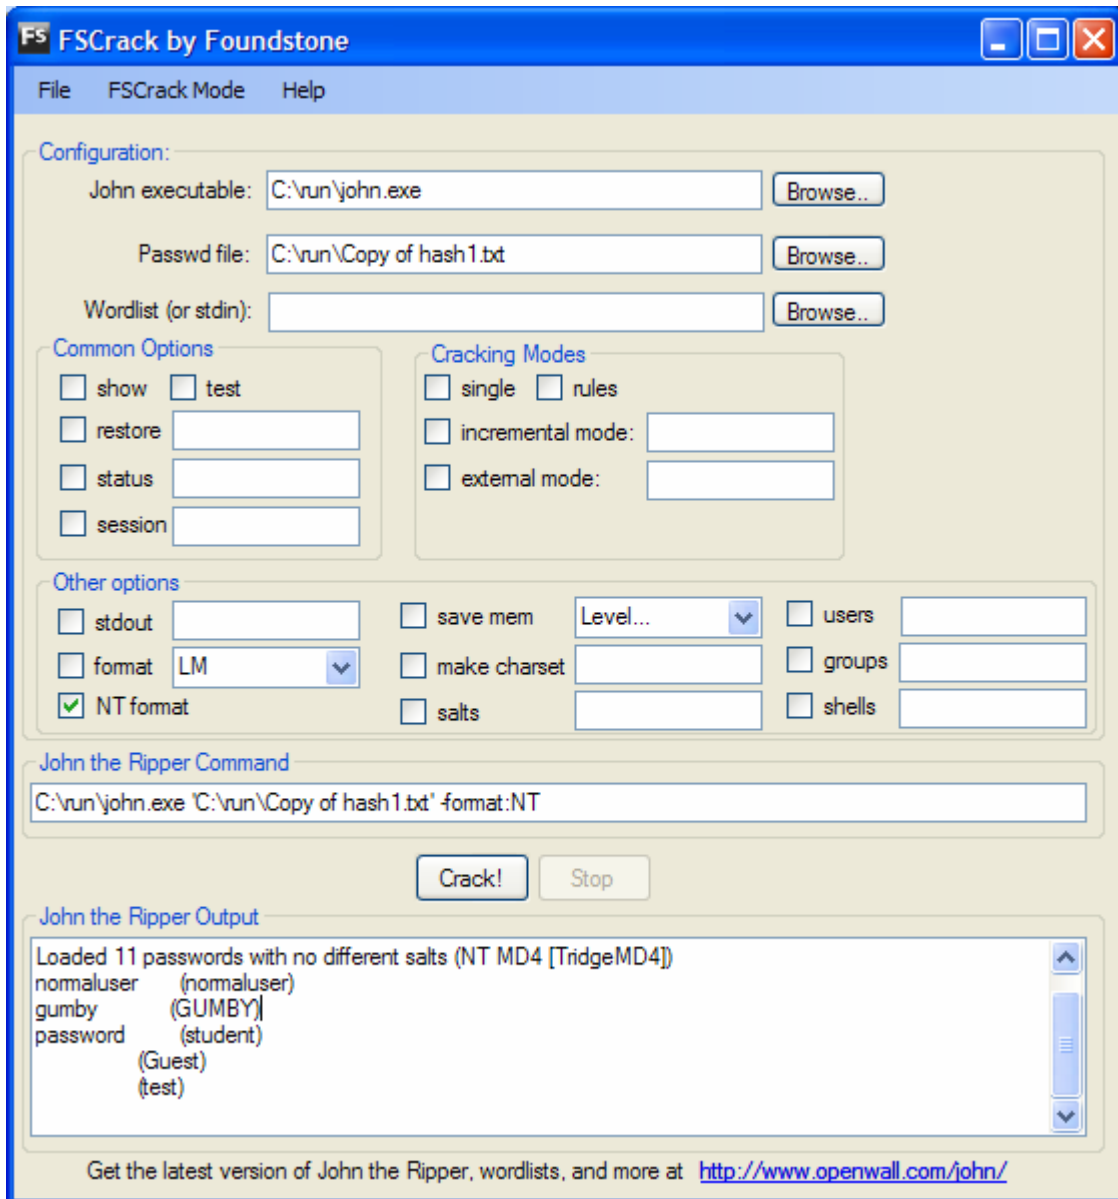 FS FSCrack by Foundstone
File FSCrack Mode Help
Configuration:
John executable: C:\run\john.exe Browse..
Passwd file: C:\run\Copy of hash1.txt Browse..
Wordlist (or stdin): Browse..
Common Options
show test
restore
status
session
Cracking Modes
single rules
incremental mode:
external mode:
Other options
stdout
format LM
NT format
save mem Level...
make charset
salts
users
groups
shells
John the Ripper Command
C:\run\john.exe "C:\run\Copy of hash1.txt" -format:NT
Crack! Stop
John the Ripper Output
Loaded 11 passwords with no different salts (NT MD4 [TridgeMD4])
normaluser (normaluser)
gumby (GUMBY)
password (student)
(Guest)
(test)
Get the latest version of John the Ripper, wordlists, and more at http://www.openwall.com/john/